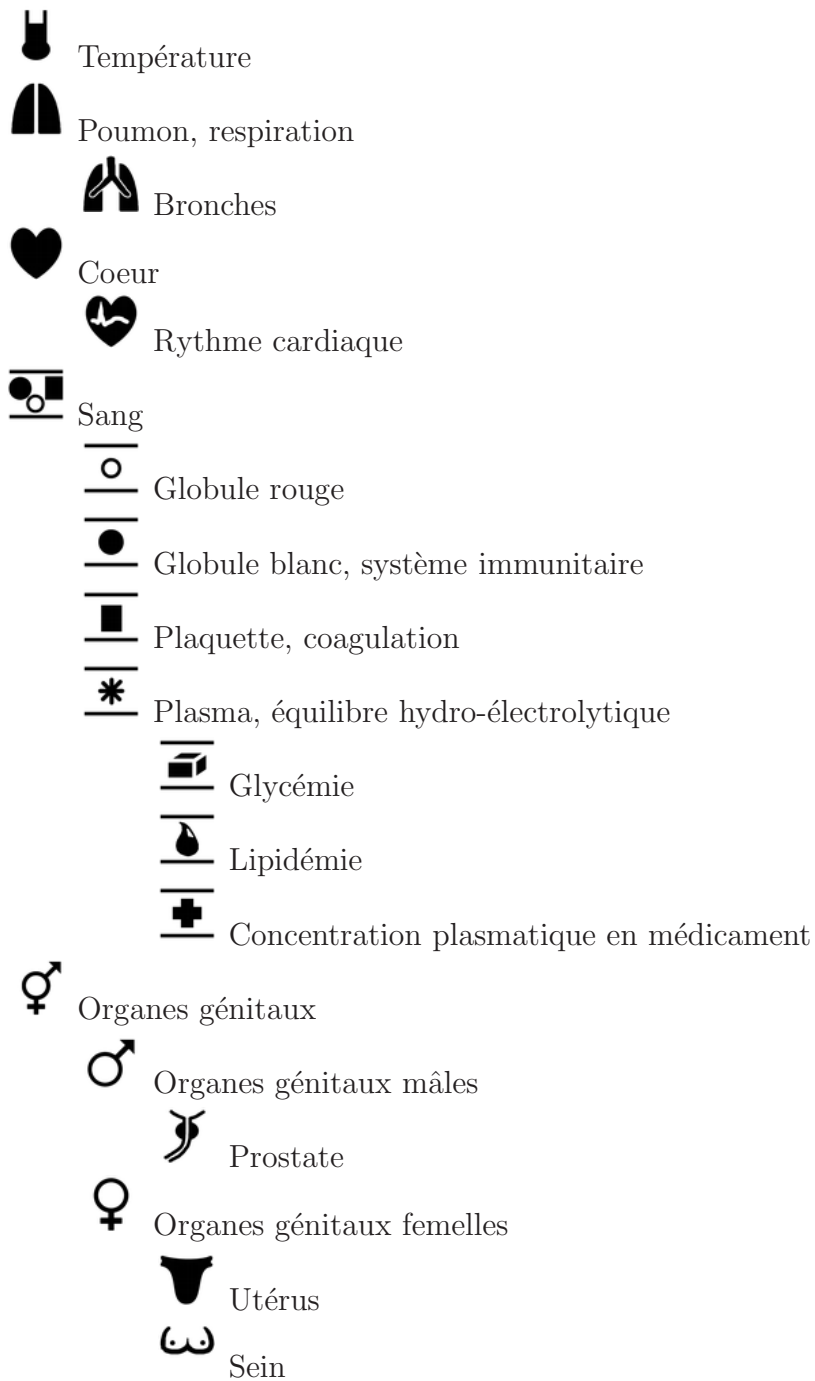 Température
Poumon, respiration
Bronches
Coeur
Rythme cardiaque
Sang
Globule rouge
Globule blanc, système immunitaire
Plaquette, coagulation
Plasma, équilibre hydro-électrolytique
Glycémie
Lipidémie
Concentration plasmatique en médicament
Organes génitaux
Organes génitaux mâles
Prostate
Organes génitaux femelles
Utérus
Sein